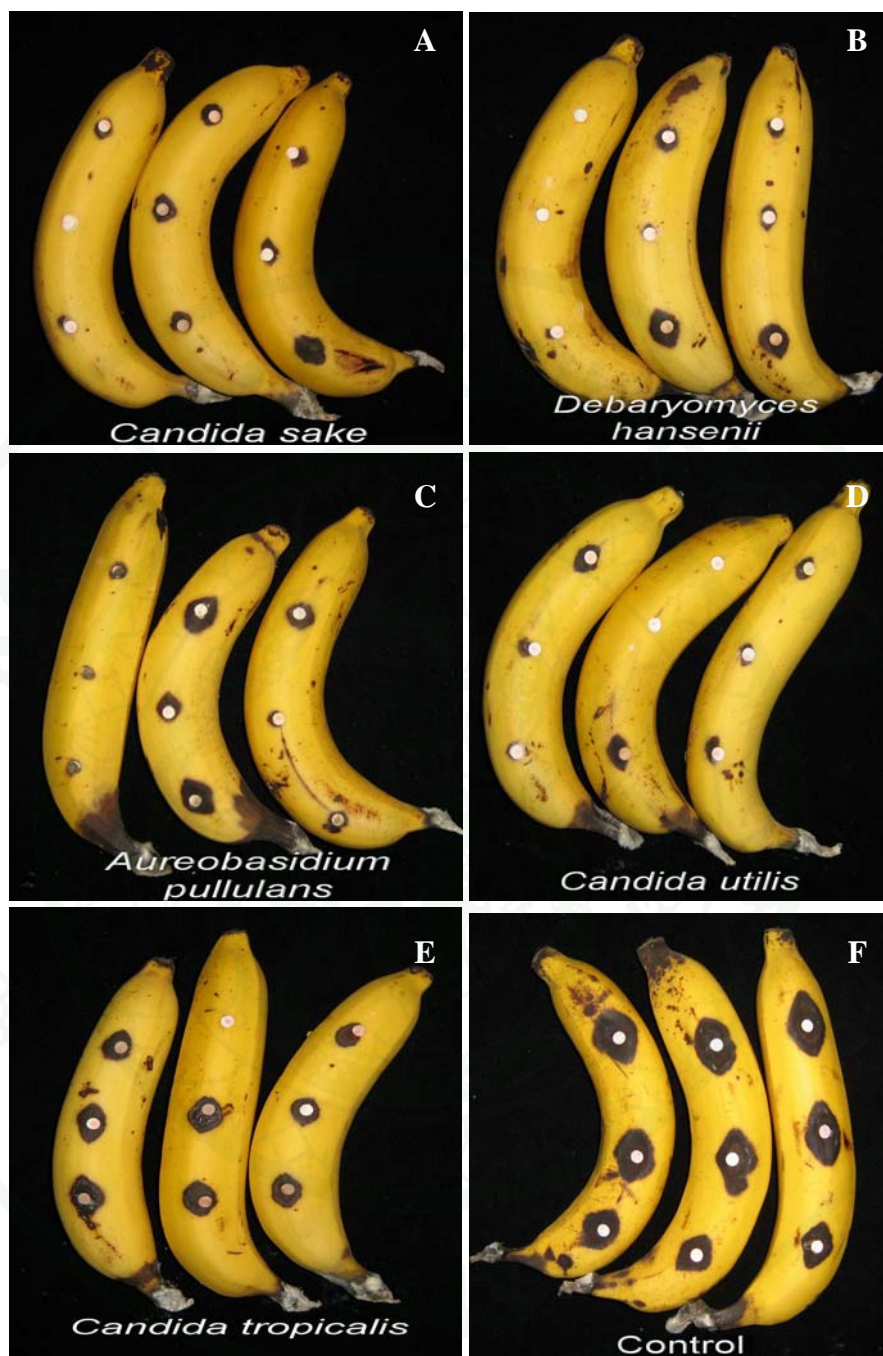 A
B
Candida sake
Debaryomyces
hansenii
C
D
Aureobasidium
pullulans
Candida utilis
E
F
Candida tropicalis
Control